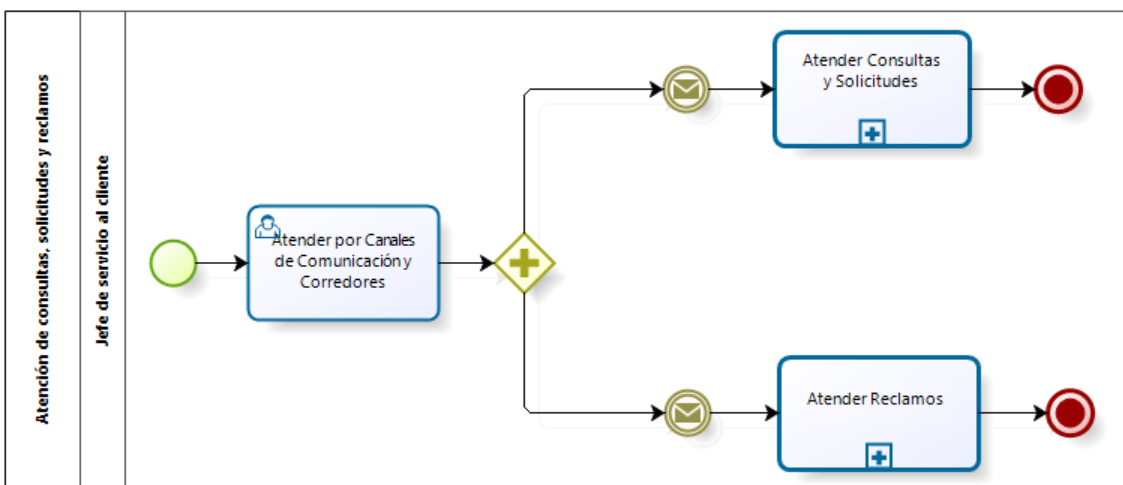 Atención de consultas, solicitudes y reclamos
Jefe de servicio al cliente
Atender por Canales
de Comunicación y
Corredores
Atender Consultas
y Solicitudes
Atender Reclamos